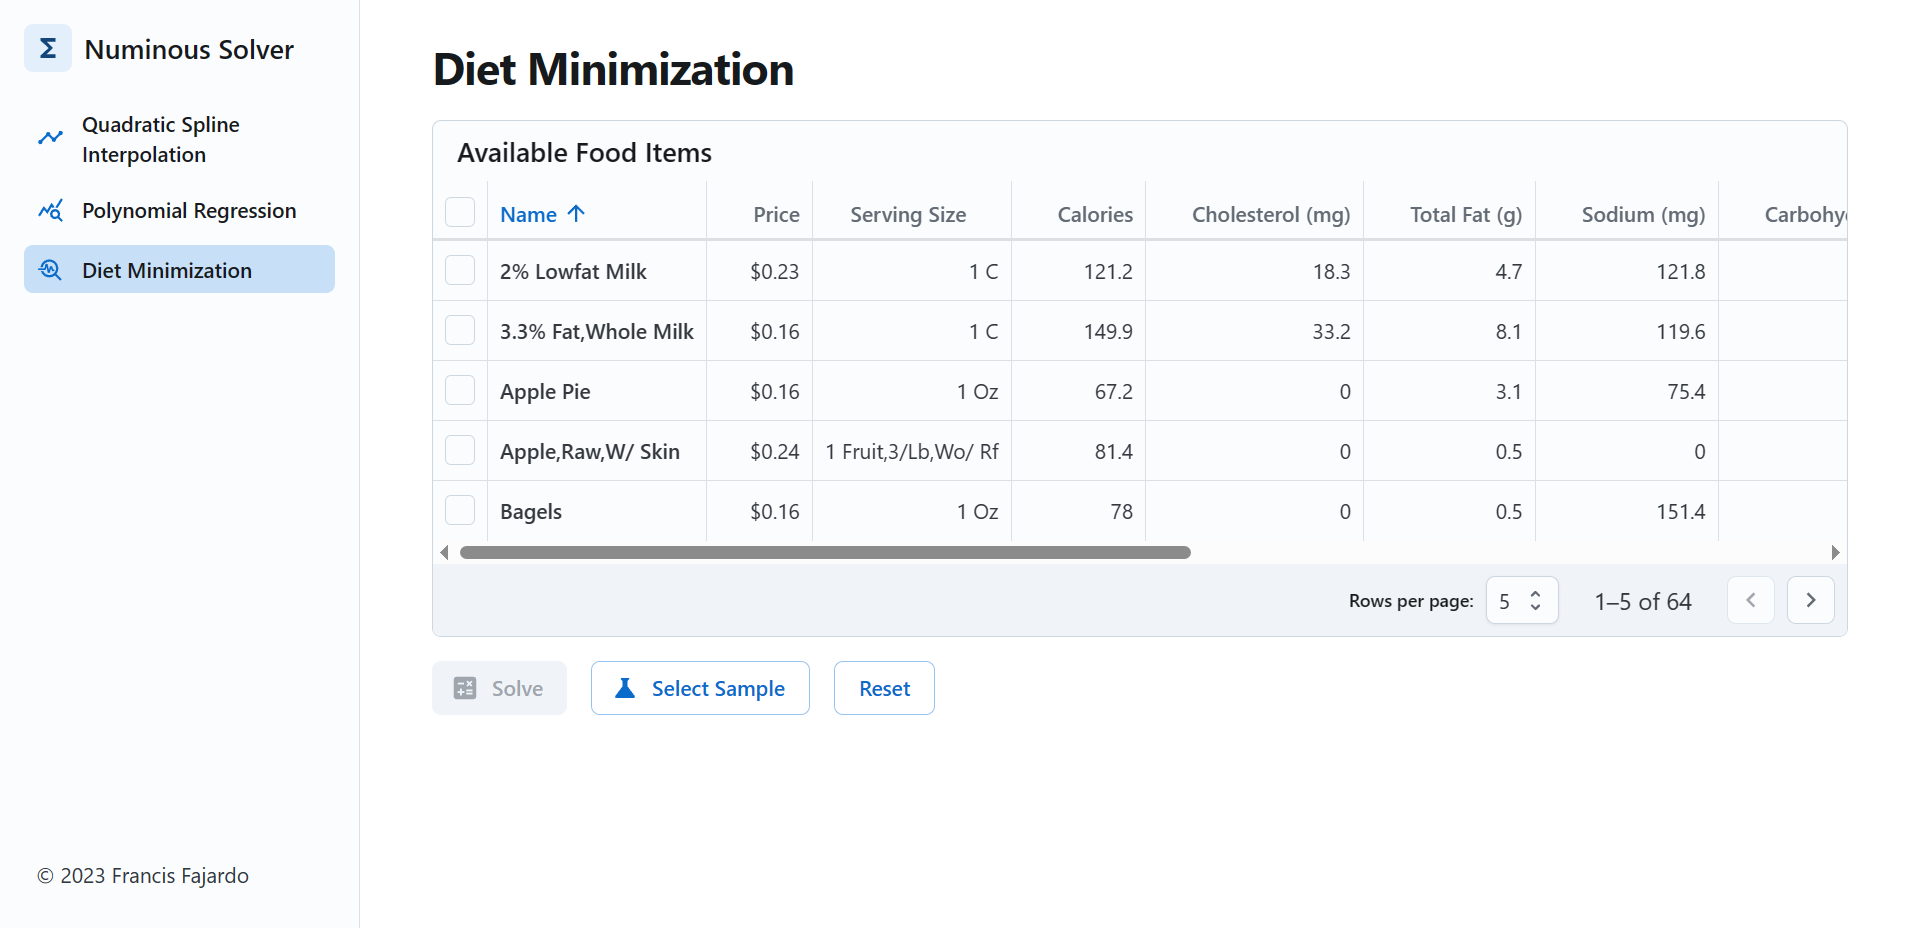 Σ Numinous Solver
Quadratic Spline
Interpolation
Polynomial Regression
Diet Minimization
© 2023 Francis Fajardo
Diet Minimization
Available Food Items
Name Price Serving Size Calories Cholesterol (mg) Total Fat (g) Sodium (mg) Carbohy
2% Lowfat Milk $0.23 1 C 121.2 18.3 4.7 121.8
3.3% Fat,Whole Milk $0.16 1 C 149.9 33.2 8.1 119.6
Apple Pie $0.16 1 Oz 67.2 0 3.1 75.4
Apple,Raw,W/ Skin $0.24 1 Fruit,3/Lb,Wo/ Rf 81.4 0 0.5 0
Bagels $0.16 1 Oz 78 0 0.5 151.4
Rows per page: 5 1–5 of 64
Solve Select Sample Reset